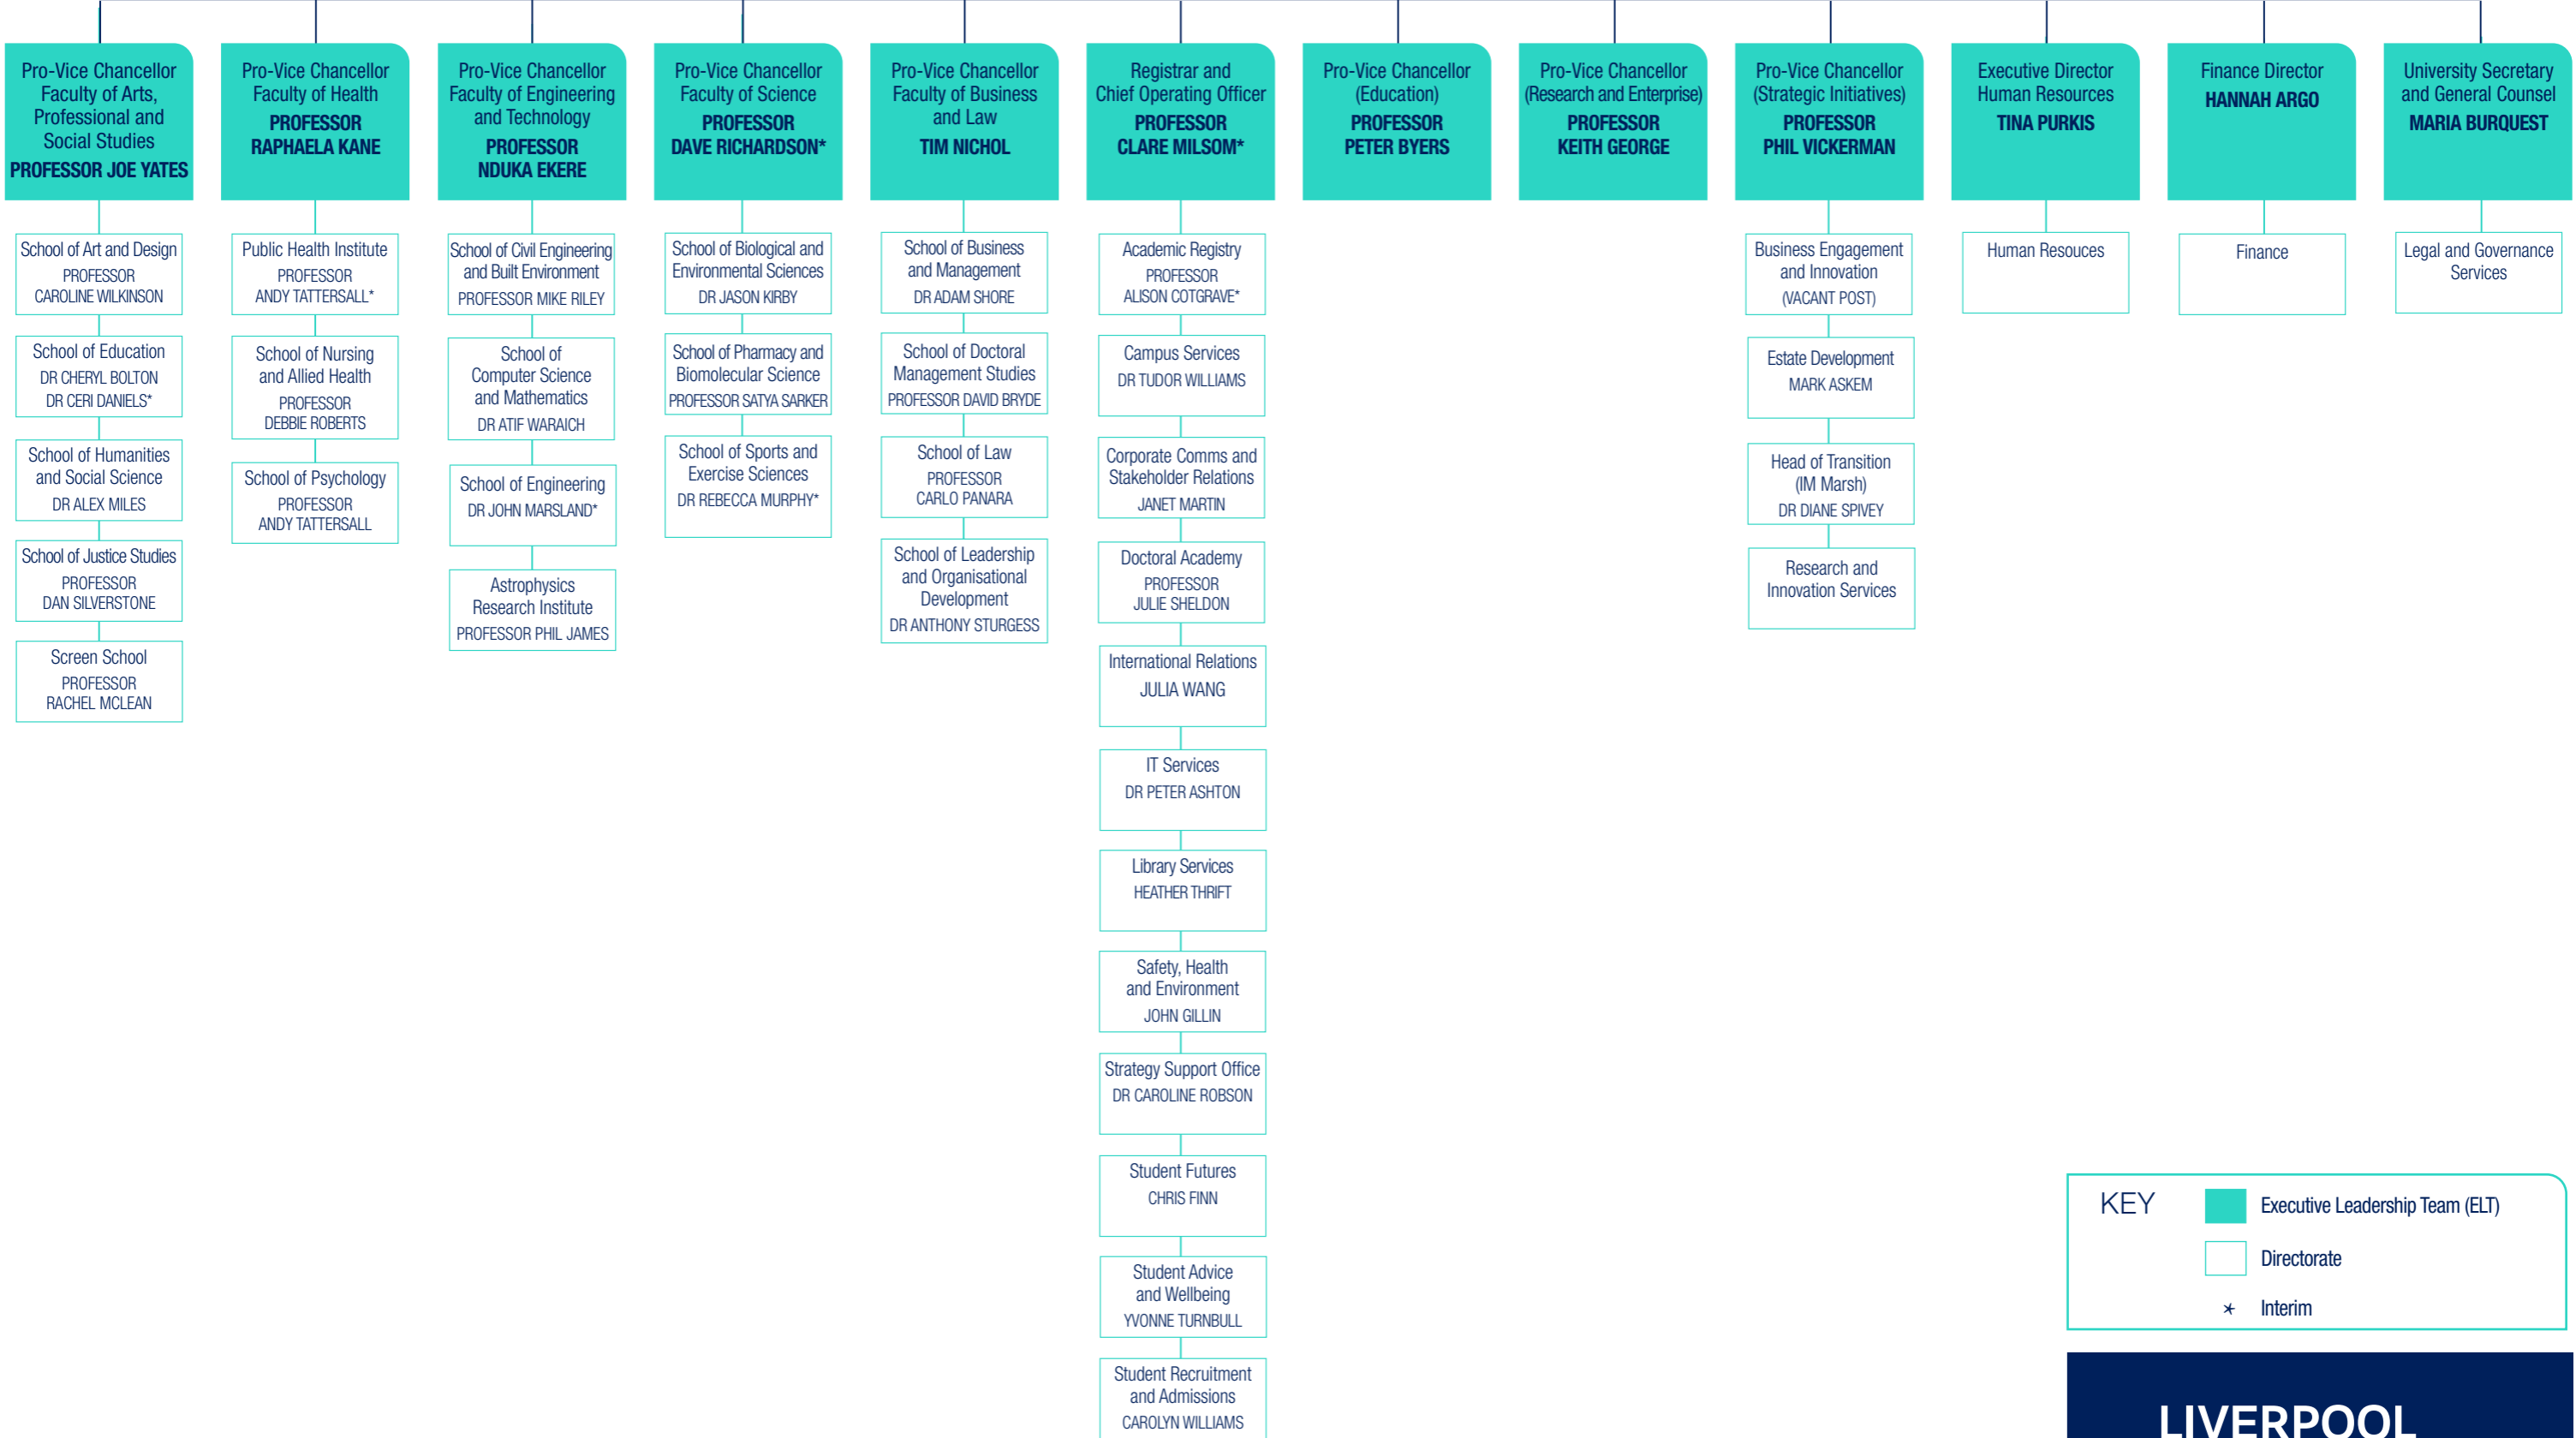 Pro-Vice Chancellor
Faculty of Arts,
Professional and
Social Studies
PROFESSOR JOE YATES
School of Art and Design
PROFESSOR
CAROLINE WILKINSON
School of Education
DR CHERYL BOLTON
DR CERI DANIELS*
School of Humanities
and Social Science
DR ALEX MILES
School of Justice Studies
PROFESSOR
DAN SILVERSTONE
Screen School
PROFESSOR
RACHEL MCLEAN
Pro-Vice Chancellor
Faculty of Health
PROFESSOR
RAPHAELA KANE
Public Health Institute
PROFESSOR
ANDY TATTERSALL*
School of Nursing
and Allied Health
PROFESSOR
DEBBIE ROBERTS
School of Psychology
PROFESSOR
ANDY TATTERSALL
Pro-Vice Chancellor
Faculty of Engineering
and Technology
PROFESSOR
NDUKA EKERE
School of Civil Engineering
and Built Environment
PROFESSOR MIKE RILEY
School of
Computer Science
and Mathematics
DR ATIF WARAICH
School of Engineering
DR JOHN MARSLAND*
Astrophysics
Research Institute
PROFESSOR PHIL JAMES
Pro-Vice Chancellor
Faculty of Science
PROFESSOR
DAVE RICHARDSON*
School of Biological and
Environmental Sciences
DR JASON KIRBY
School of Pharmacy and
Biomolecular Science
PROFESSOR SATYA SARKER
School of Sports and
Exercise Sciences
DR REBECCA MURPHY*
Pro-Vice Chancellor
Faculty of Business
and Law
TIM NICHOL
School of Business
and Management
DR ADAM SHORE
School of Doctoral
Management Studies
PROFESSOR DAVID BRYDE
School of Law
PROFESSOR
CARLO PANARA
School of Leadership
and Organisational
Development
DR ANTHONY STURGESS
Registrar and
Chief Operating Officer
PROFESSOR
CLARE MILSOM*
Academic Registry
PROFESSOR
ALISON COTGRAVE*
Campus Services
DR TUDOR WILLIAMS
Corporate Comms and
Stakeholder Relations
JANET MARTIN
Doctoral Academy
PROFESSOR
JULIE SHELDON
International Relations
JULIA WANG
IT Services
DR PETER ASHTON
Library Services
HEATHER THRIFT
Safety, Health
and Environment
JOHN GILLIN
Strategy Support Office
DR CAROLINE ROBSON
Student Futures
CHRIS FINN
Student Advice
and Wellbeing
YVONNE TURNBULL
Student Recruitment
and Admissions
CAROLYN WILLIAMS
Pro-Vice Chancellor
(Education)
PROFESSOR
PETER BYERS
Pro-Vice Chancellor
(Research and Enterprise)
PROFESSOR
KEITH GEORGE
Pro-Vice Chancellor
(Strategic Initiatives)
PROFESSOR
PHIL VICKERMAN
Business Engagement
and Innovation
(VACANT POST)
Estate Development
MARK ASKEM
Head of Transition
(IM Marsh)
DR DIANE SPIVEY
Research and
Innovation Services
Executive Director
Human Resources
TINA PURKIS
Human Resouces
Finance Director
HANNAH ARGO
Finance
University Secretary
and General Counsel
MARIA BURQUEST
Legal and Governance
Services
KEY
Executive Leadership Team (ELT)
Directorate
* Interim
LIVERPOOL